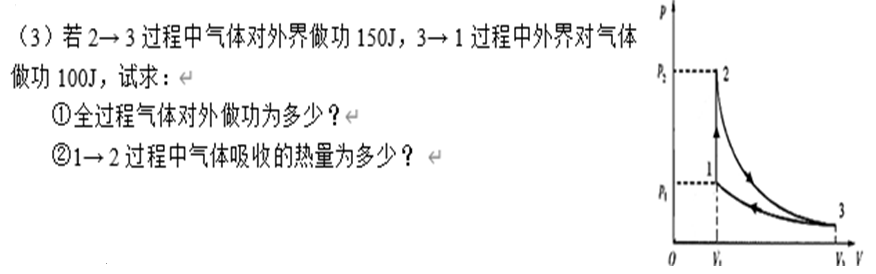 （3）若 2→ 3 过程中气体对外界做功 150J，3→ 1 过程中外界对气体
做功 100J，试求：↵
①全过程气体对外做功为多少？↵
②1→ 2 过程中气体吸收的热量为多少？ ↵
P
P₂
2
1
P₁
3
O
V₁
V₃
V